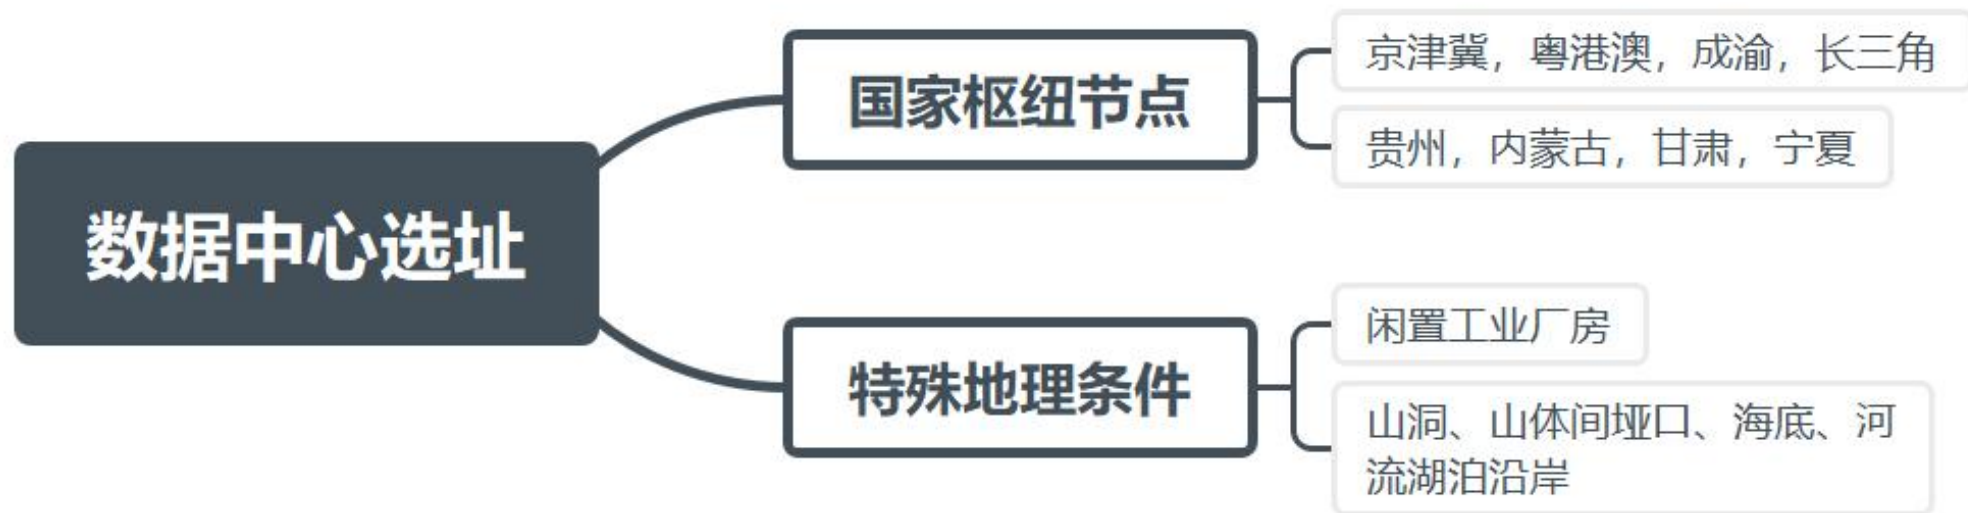 数据中心选址
国家枢纽节点
京津冀，粤港澳，成渝，长三角
贵州，内蒙古，甘肃，宁夏
特殊地理条件
闲置工业厂房
山洞、山体间垭口、海底、河
流湖泊沿岸